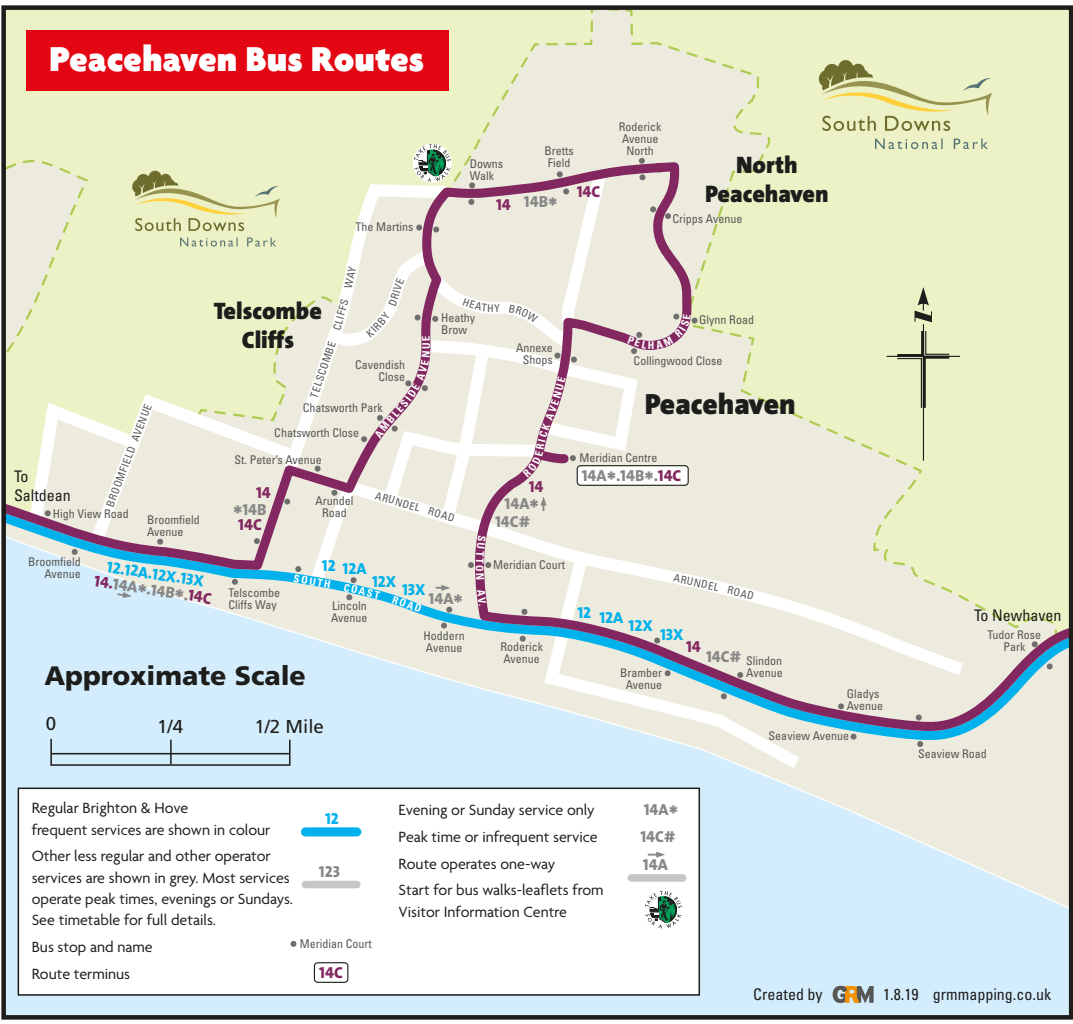 Peacehaven Bus Routes
South Downs
National Park
South Downs
National Park
TAKE THE BUS
FOR A WALK
Downs
Walk
Bretts
Field
Roderick
Avenue
North
North
Peacehaven
14
14B*
14C
Cripps Avenue
The Martins
TELSCOMBE CLIFFS WAY
KIRBY DRIVE
HEATHY BROW
Telscombe
Cliffs
Heathy
Brow
Glynn Road
PELHAM RISE
Collingwood Close
Annexe
Shops
N
Cavendish
Close
AMBLESIDE AVENUE
RODERICK AVENUE
Peacehaven
Chatsworth Park
Chatsworth Close
BROOMFIELD AVENUE
St. Peter's Avenue
Meridian Centre
14A*.14B*.14C
To
Saltdean
High View Road
14
*14B
14C
Arundel
Road
ARUNDEL ROAD
14
14A*
14C#
Broomfield
Avenue
SUTTON AV.
Meridian Court
Broomfield
Avenue
12.12A.12X.13X
14.14A*.14B*.14C
Telscombe
Cliffs Way
SOUTH COAST ROAD
12
12A
12X
13X
14A*
Lincoln
Avenue
Hoddern
Avenue
Roderick
Avenue
ARUNDEL ROAD
12
12A
12X
13X
14
14C#
To Newhaven
Tudor Rose
Park
Bramber
Avenue
Slindon
Avenue
Gladys
Avenue
Seaview Avenue
Seaview Road
Approximate Scale
0
1/4
1/2 Mile
Regular Brighton & Hove
frequent services are shown in colour
12
Other less regular and other operator
services are shown in grey. Most services
operate peak times, evenings or Sundays.
See timetable for full details.
123
Bus stop and name
Meridian Court
Route terminus
14C
Evening or Sunday service only
14A*
Peak time or infrequent service
14C#
Route operates one-way
14A
Start for bus walks-leaflets from
Visitor Information Centre
TAKE THE BUS
FOR A WALK
Created by GRM 1.8.19 grmmapping.co.uk